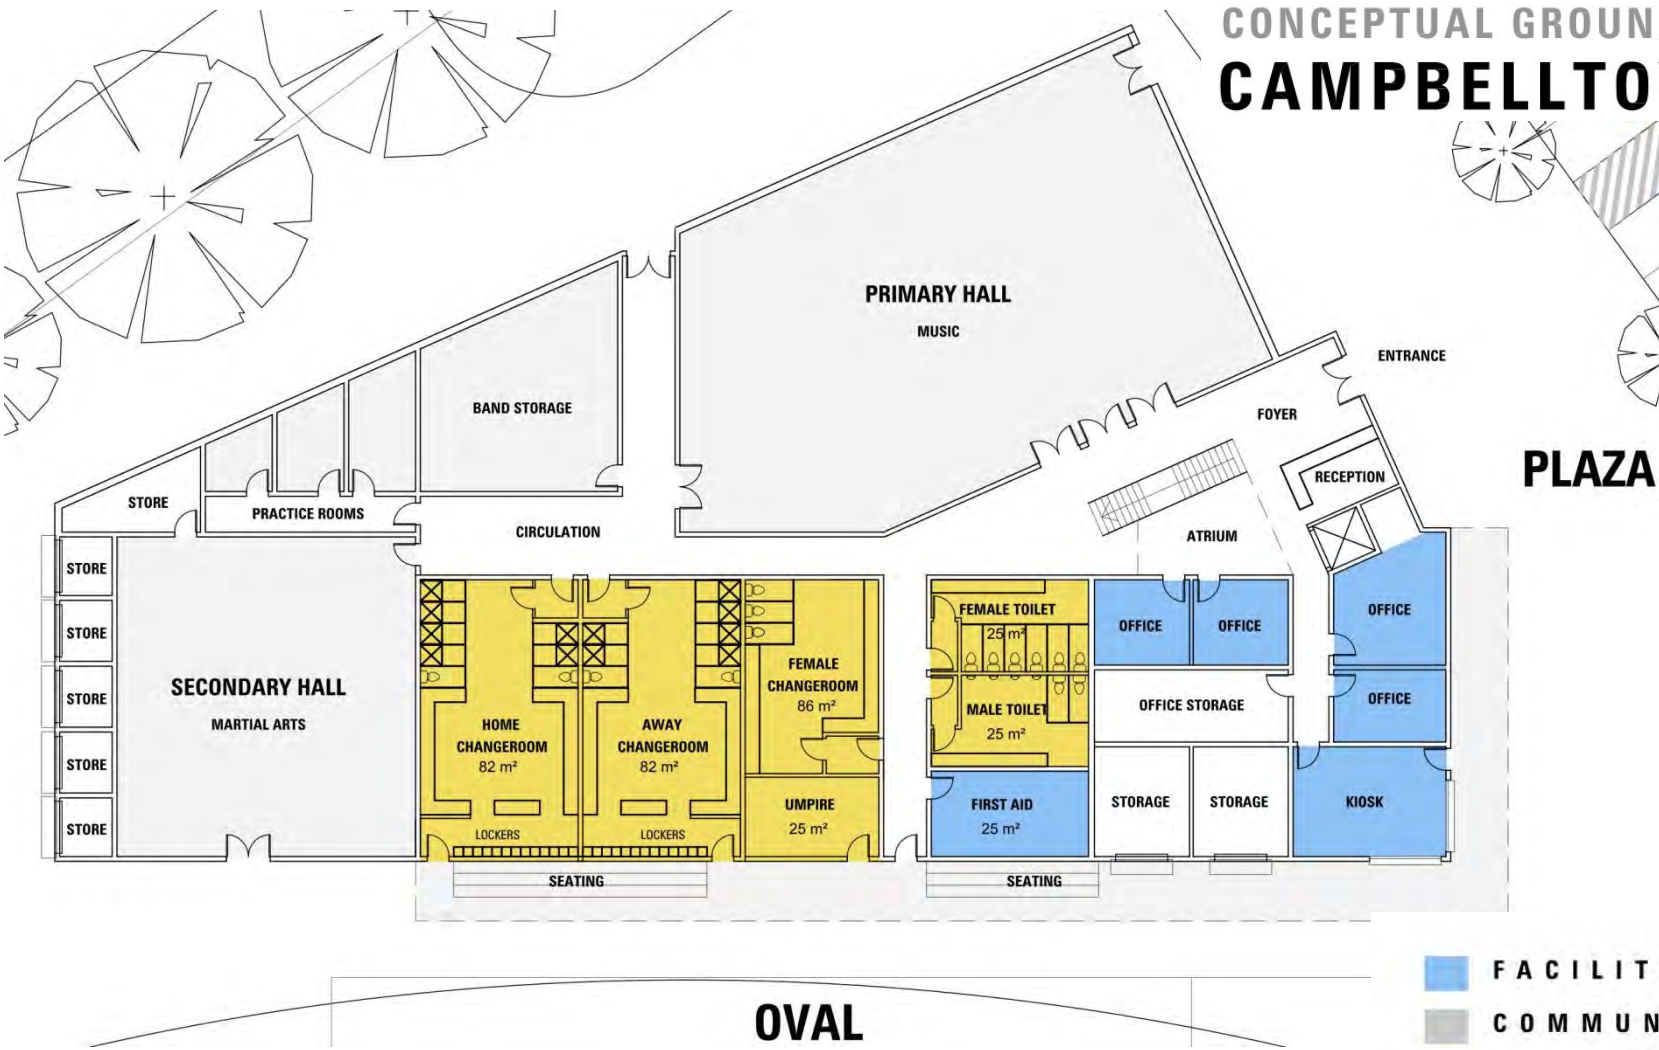 CONCEPTUAL GROUN
CAMPBELLTO
PRIMARY HALL
MUSIC
ENTRANCE
BAND STORAGE
FOYER
PLAZA
RECEPTION
STORE
PRACTICE ROOMS
CIRCULATION
ATRIUM
STORE
STORE
STORE
STORE
STORE
SECONDARY HALL
MARTIAL ARTS
HOME
CHANGEROOM
82 m²
LOCKERS
AWAY
CHANGEROOM
82 m²
LOCKERS
FEMALE
CHANGEROOM
86 m²
UMPIRE
25 m²
FEMALE TOILET
25 m²
MALE TOILET
25 m²
FIRST AID
25 m²
OFFICE
OFFICE
OFFICE
OFFICE STORAGE
OFFICE
STORAGE
STORAGE
KIOSK
SEATING
SEATING
OVAL
FACILIT
COMMUN